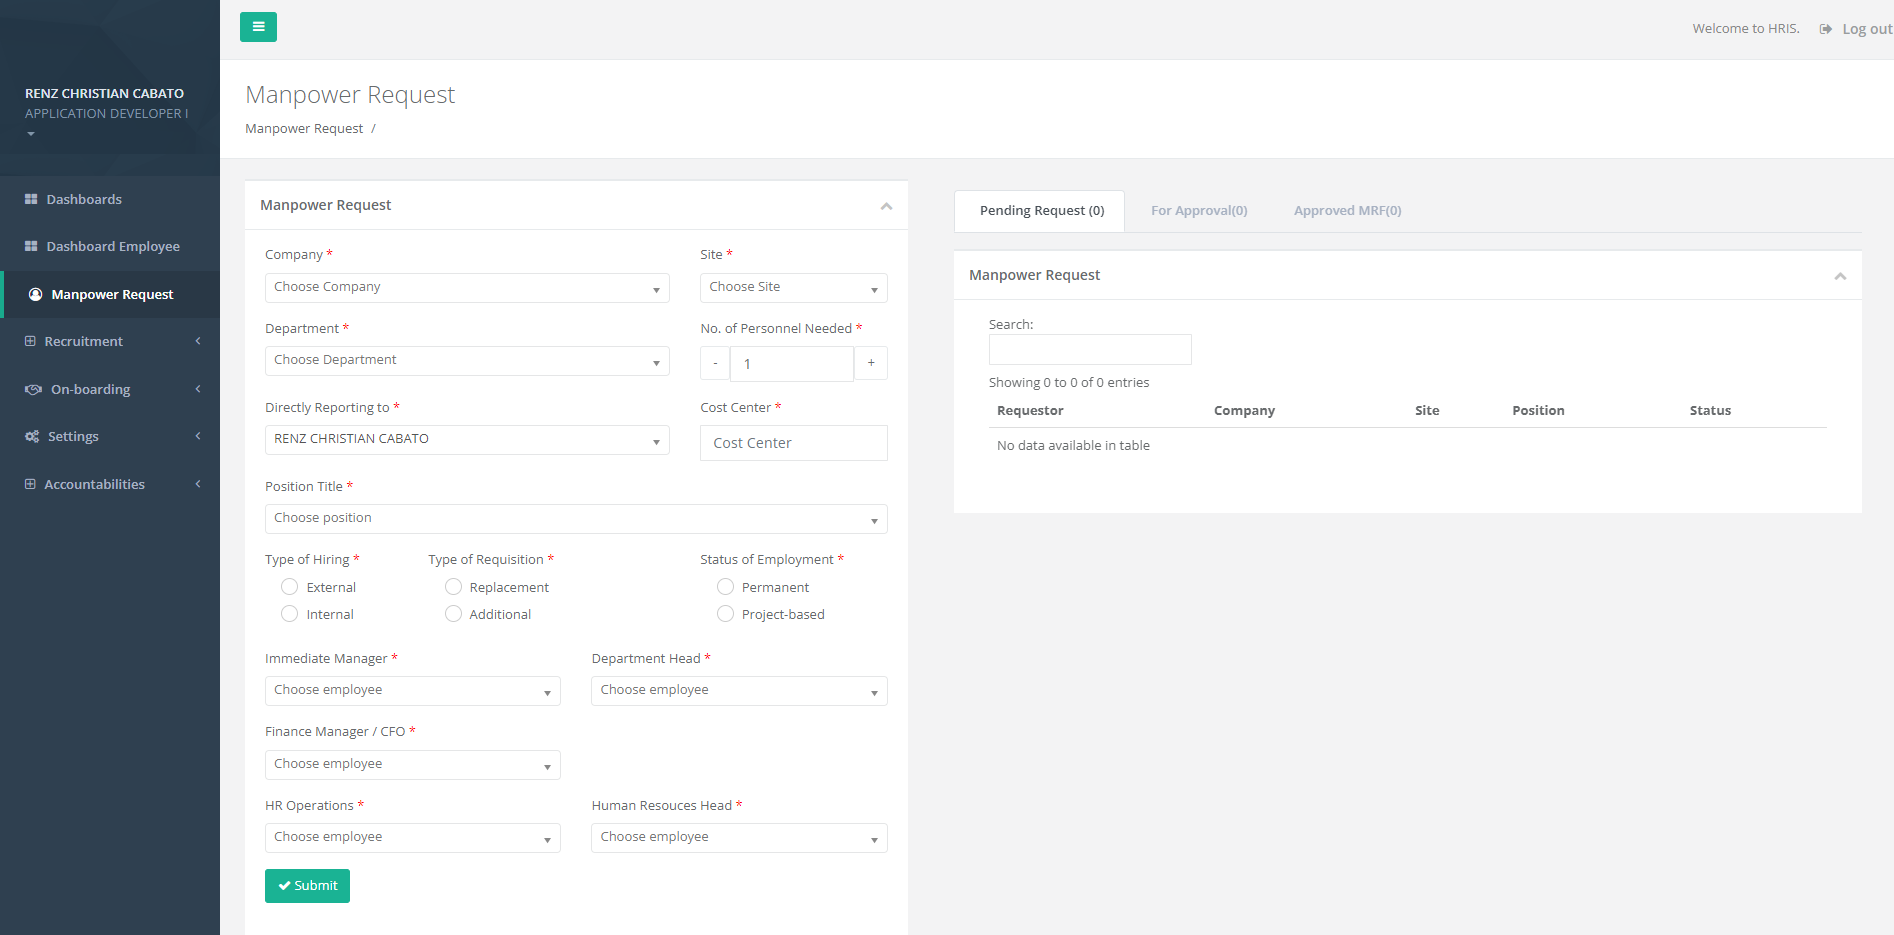 Welcome to HRIS.
Log out
RENZ CHRISTIAN CABATO
APPLICATION DEVELOPER I
Dashboards
Dashboard Employee
Manpower Request
Recruitment
On-boarding
Settings
Accountabilities
Manpower Request
Manpower Request /
Manpower Request
Company * Site *
Choose Company Choose Site
Department * No. of Personnel Needed *
Choose Department - 1 +
Directly Reporting to * Cost Center *
RENZ CHRISTIAN CABATO Cost Center
Position Title *
Choose position
Type of Hiring * Type of Requisition * Status of Employment *
External Replacement Permanent
Internal Additional Project-based
Immediate Manager * Department Head *
Choose employee Choose employee
Finance Manager / CFO *
Choose employee
HR Operations * Human Resouces Head *
Choose employee Choose employee
Submit
Pending Request (0) For Approval(0) Approved MRF(0)
Manpower Request
Search:
Showing 0 to 0 of 0 entries
Requestor Company Site Position Status
No data available in table